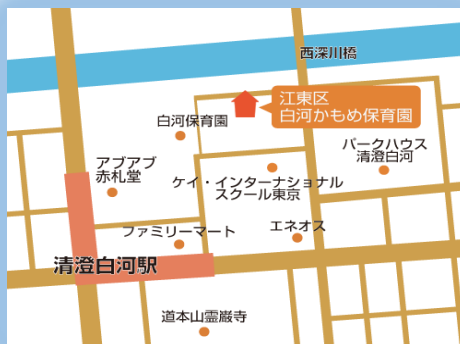 西深川橋
江東区
白河かもめ保育園
白河保育園
パークハウス
清澄白河
アブアブ
赤札堂
ケイ・インターナショナル
スクール東京
ファミリーマート
エネオス
清澄白河駅
道本山霊巌寺